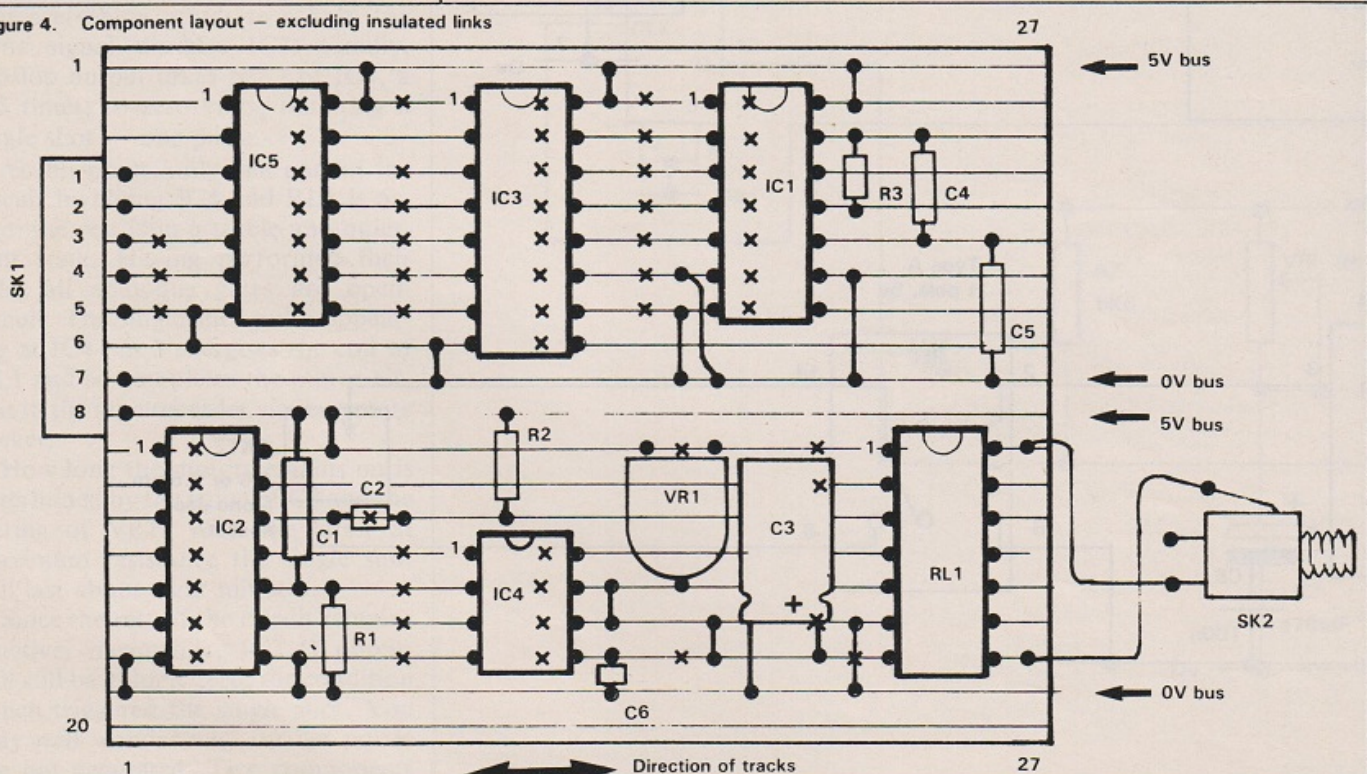 gure 4. Component layout — excluding insulated links
27
1
5V bus
1
1
1
IC5
IC3
IC1
R3
C4
SK1
1
2
3
4
5
6
7
8
C5
0V bus
5V bus
1
R2
1
C2
VR1
IC2
C1
C3
1
IC4
RL1
+
R1
SK2
C6
0V bus
20
1
Direction of tracks
27